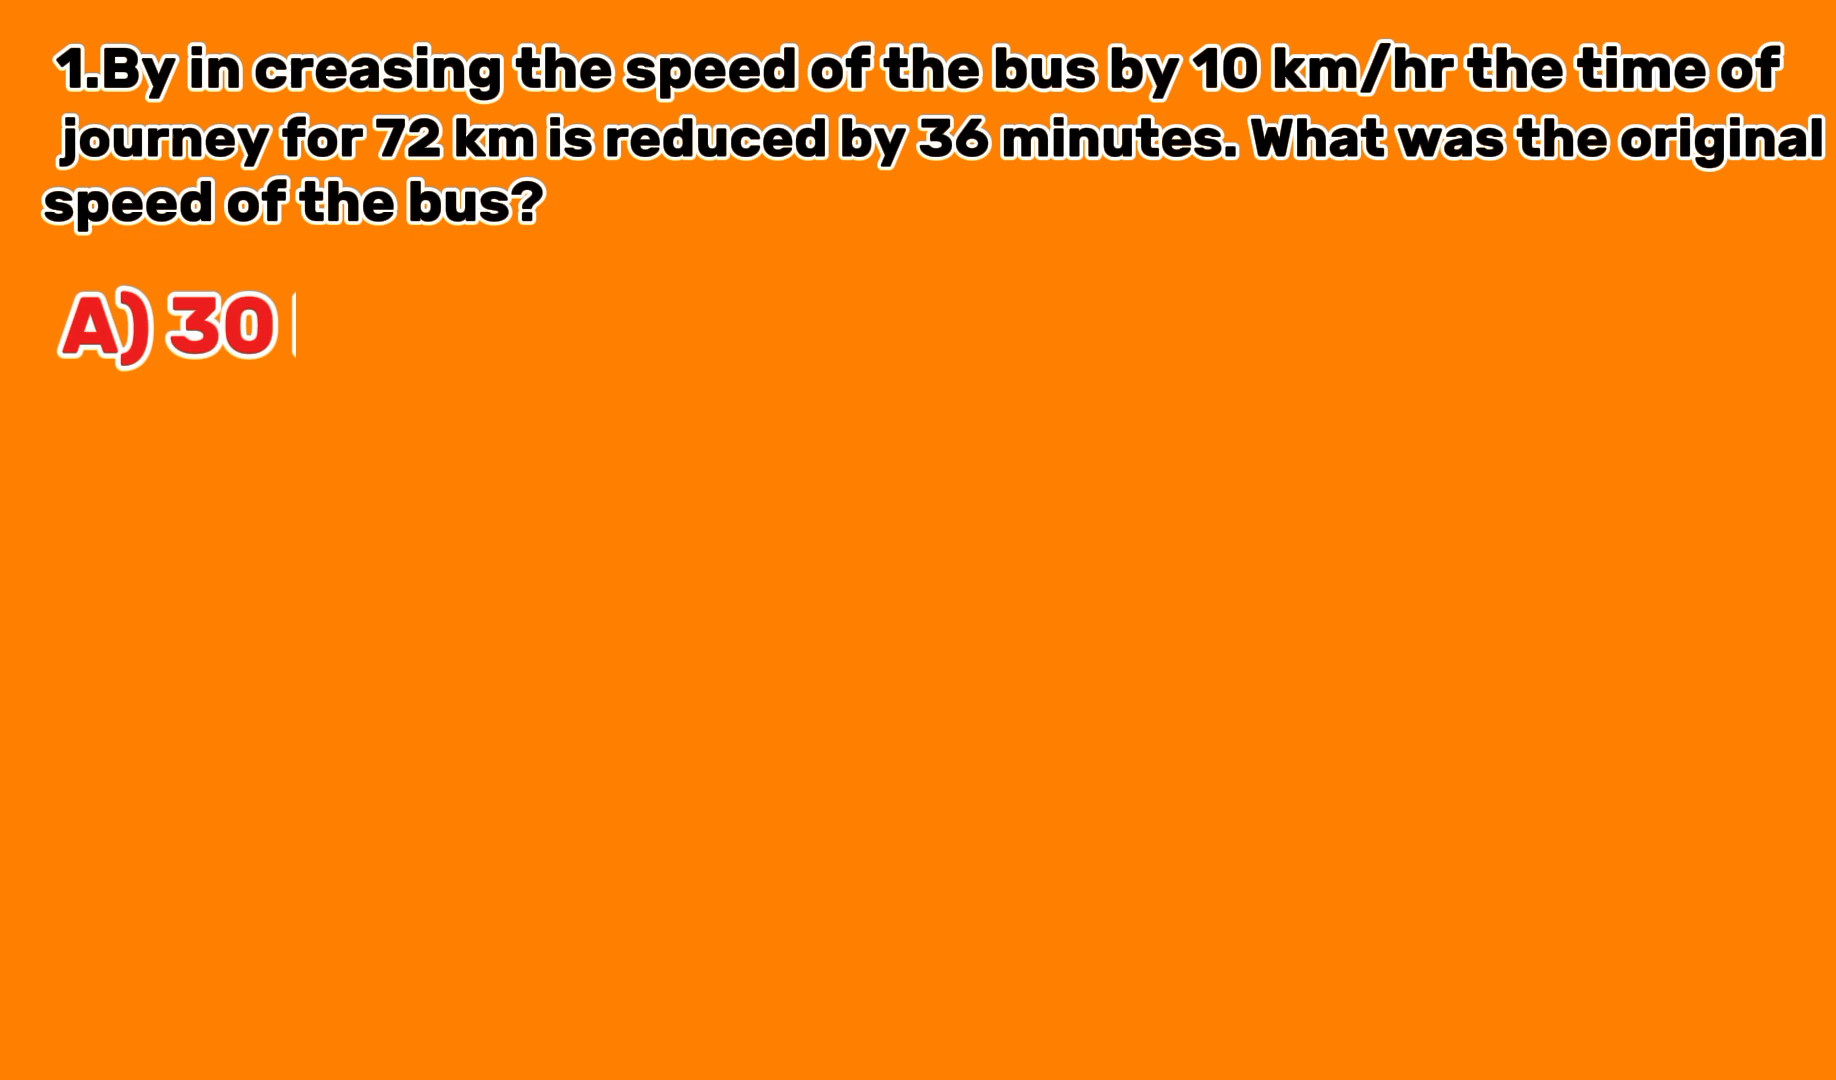 1.By in creasing the speed of the bus by 10 km/hr the time of
journey for 72 km is reduced by 36 minutes. What was the original
speed of the bus?
A) 30